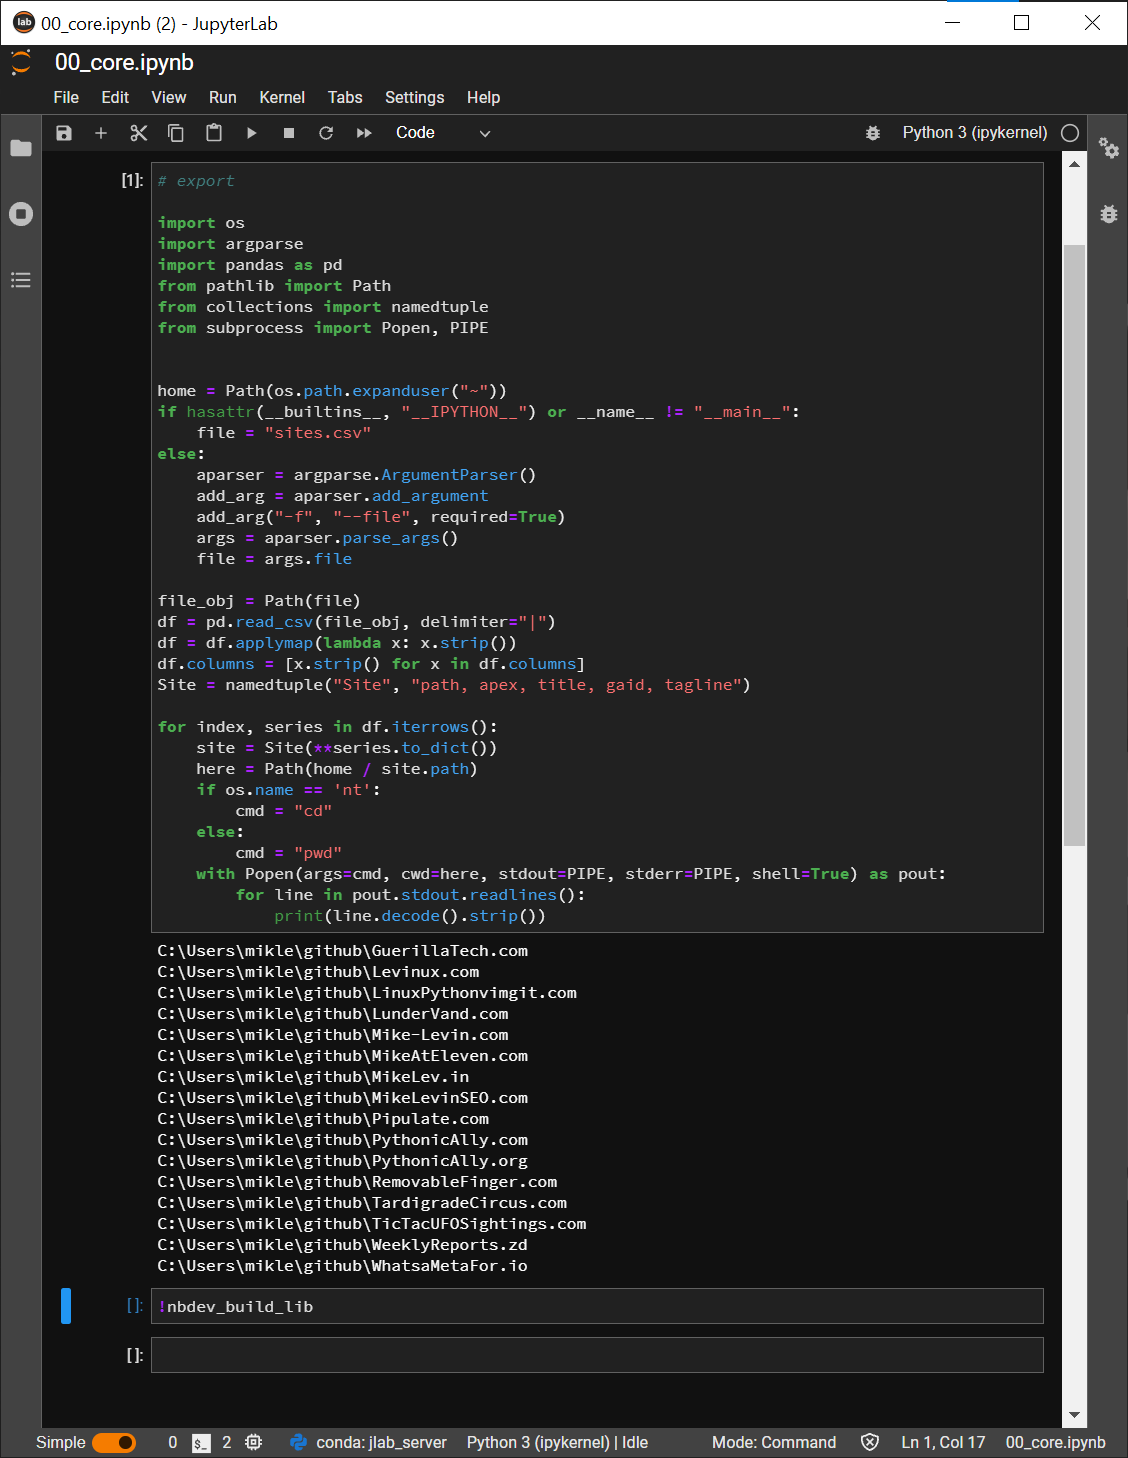 lab 00_core.ipynb (2) - JupyterLab
00_core.ipynb
File Edit View Run Kernel Tabs Settings Help
Code Python 3 (ipykernel)
[1]: # export
import os
import argparse
import pandas as pd
from pathlib import Path
from collections import namedtuple
from subprocess import Popen, PIPE
home = Path(os.path.expanduser("~"))
if hasattr(__builtins__, "__IPYTHON__") or __name__ != "__main__":
    file = "sites.csv"
else:
    aparser = argparse.ArgumentParser()
    add_arg = aparser.add_argument
    add_arg("-f", "--file", required=True)
    args = aparser.parse_args()
    file = args.file
file_obj = Path(file)
df = pd.read_csv(file_obj, delimiter="|")
df = df.applymap(lambda x: x.strip())
df.columns = [x.strip() for x in df.columns]
Site = namedtuple("Site", "path, apex, title, gaid, tagline")
for index, series in df.iterrows():
    site = Site(**series.to_dict())
    here = Path(home / site.path)
    if os.name == 'nt':
        cmd = "cd"
    else:
        cmd = "pwd"
    with Popen(args=cmd, cwd=here, stdout=PIPE, stderr=PIPE, shell=True) as pout:
        for line in pout.stdout.readlines():
            print(line.decode().strip())
C:\Users\mikle\github\GuerillaTech.com
C:\Users\mikle\github\Levinux.com
C:\Users\mikle\github\LinuxPythonvimgit.com
C:\Users\mikle\github\LunderVand.com
C:\Users\mikle\github\Mike-Levin.com
C:\Users\mikle\github\MikeAtEleven.com
C:\Users\mikle\github\MikeLev.in
C:\Users\mikle\github\MikeLevinSEO.com
C:\Users\mikle\github\Pipulate.com
C:\Users\mikle\github\PythonicAlly.com
C:\Users\mikle\github\PythonicAlly.org
C:\Users\mikle\github\RemovableFinger.com
C:\Users\mikle\github\TardigradeCircus.com
C:\Users\mikle\github\TicTacUFOSightings.com
C:\Users\mikle\github\WeeklyReports.zd
C:\Users\mikle\github\WhatsaMetaFor.io
[ ]: !nbdev_build_lib
[ ]:
Simple 0 $_ 2 conda: jlab_server Python 3 (ipykernel) | Idle Mode: Command Ln 1, Col 17 00_core.ipynb